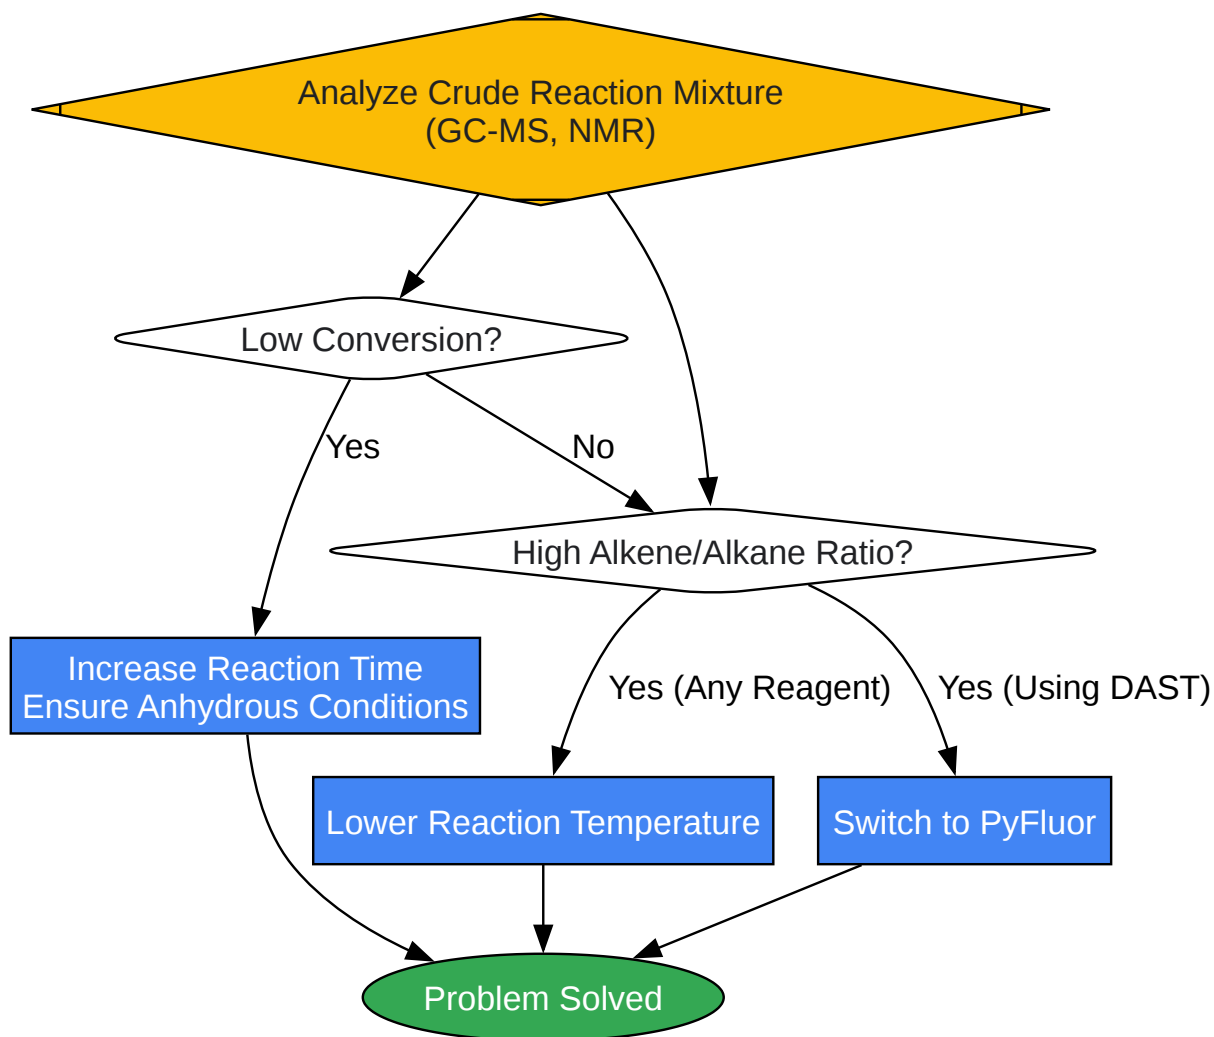 Analyze Crude Reaction Mixture
(GC-MS, NMR)
Low Conversion?
Yes
No
High Alkene/Alkane Ratio?
Increase Reaction Time
Ensure Anhydrous Conditions
Yes (Any Reagent)
Yes (Using DAST)
Lower Reaction Temperature
Switch to PyFluor
Problem Solved